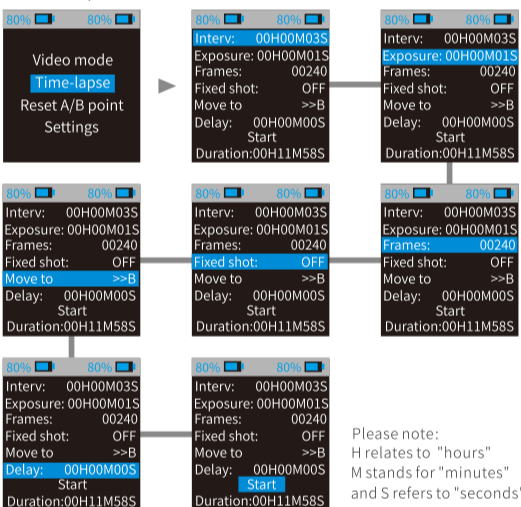 80% 80%
Video mode
Time-lapse
Reset A/B point
Settings
80% 80%
Interv: 00H00M03S
Exposure: 00H00M01S
Frames: 00240
Fixed shot: OFF
Move to >>B
Delay: 00H00M00S
Start
Duration:00H11M58S
80% 80%
Interv: 00H00M03S
Exposure: 00H00M01S
Frames: 00240
Fixed shot: OFF
Move to >>B
Delay: 00H00M00S
Start
Duration:00H11M58S
80% 80%
Interv: 00H00M03S
Exposure: 00H00M01S
Frames: 00240
Fixed shot: OFF
Move to >>B
Delay: 00H00M00S
Start
Duration:00H11M58S
80% 80%
Interv: 00H00M03S
Exposure: 00H00M01S
Frames: 00240
Fixed shot: OFF
Move to >>B
Delay: 00H00M00S
Start
Duration:00H11M58S
80% 80%
Interv: 00H00M03S
Exposure: 00H00M01S
Frames: 00240
Fixed shot: OFF
Move to >>B
Delay: 00H00M00S
Start
Duration:00H11M58S
80% 80%
Interv: 00H00M03S
Exposure: 00H00M01S
Frames: 00240
Fixed shot: OFF
Move to >>B
Delay: 00H00M00S
Start
Duration:00H11M58S
80% 80%
Interv: 00H00M03S
Exposure: 00H00M01S
Frames: 00240
Fixed shot: OFF
Move to >>B
Delay: 00H00M00S
Start
Duration:00H11M58S
Please note:
H relates to "hours"
M stands for "minutes"
and S refers to "seconds"